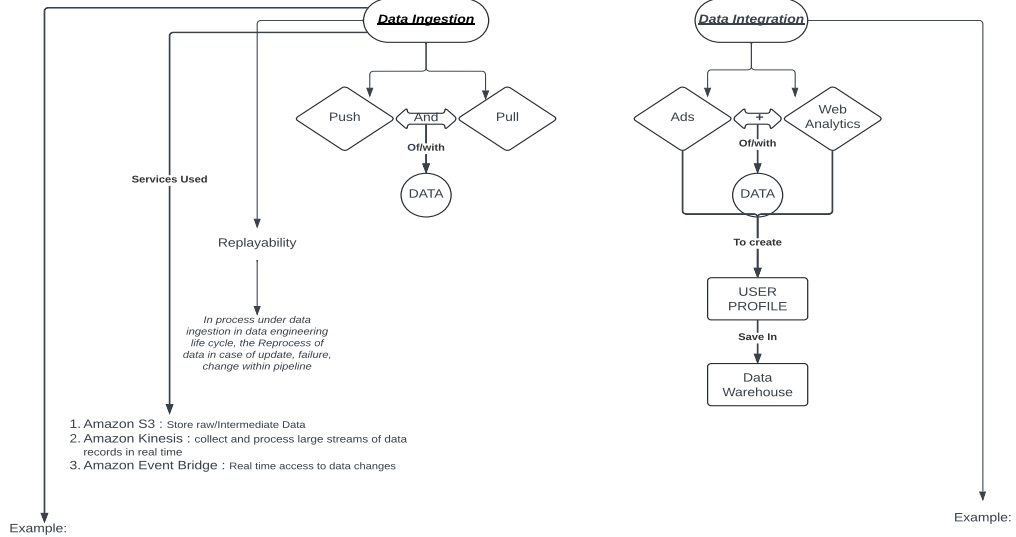 Data Ingestion
Push
And
Pull
Of/with
DATA
Services Used
Replayability
In process under data
ingestion in data engineering
life cycle, the Reprocess of
data in case of update, failure,
change within pipeline
1. Amazon S3 : Store raw/Intermediate Data
2. Amazon Kinesis : collect and process large streams of data
records in real time
3. Amazon Event Bridge : Real time access to data changes
Example:
Data Integration
Ads
+
Web
Analytics
Of/with
DATA
To create
USER
PROFILE
Save In
Data
Warehouse
Example: